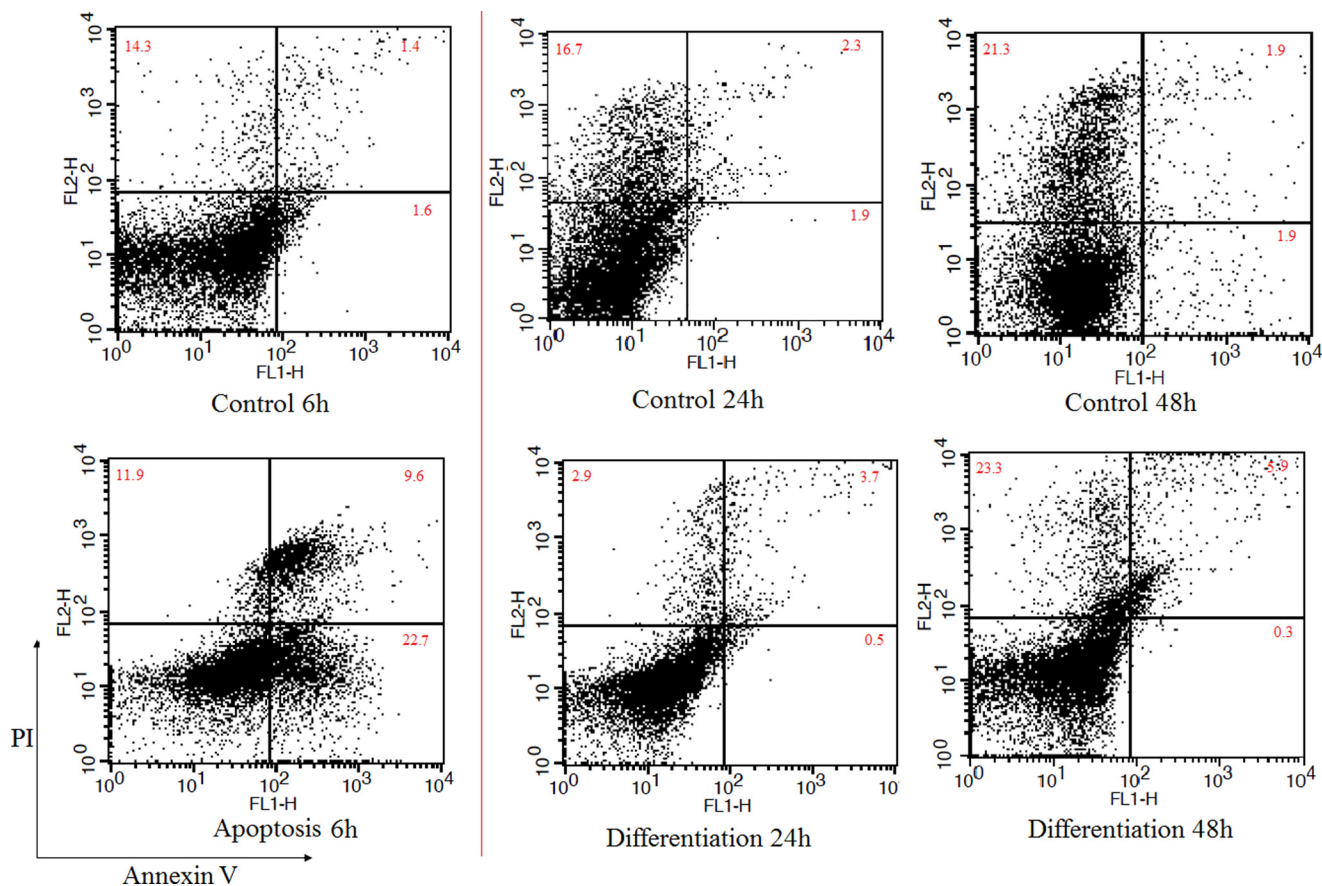 10⁴
14.3
1.4
10³
FL2-H
10²
1.6
10¹
10⁰
10⁰ 10¹ 10² 10³ 10⁴
FL1-H
Control 6h
10⁴
16.7
2.3
10³
FL2-H
10²
1.9
10¹
10⁰
10⁰ 10¹ 10² 10³ 10⁴
FL1-H
Control 24h
10⁴
21.3
1.9
10³
FL2-H
10²
1.9
10¹
10⁰
10⁰ 10¹ 10² 10³ 10⁴
FL1-H
Control 48h
10⁴
11.9
9.6
10³
FL2-H
10²
22.7
10¹
10⁰
10⁰ 10¹ 10² 10³ 10⁴
FL1-H
Apoptosis 6h
PI
Annexin V
10⁴
2.9
3.7
10³
FL2-H
10²
0.5
10¹
10⁰
10⁰ 10¹ 10² 10³ 10⁴
FL1-H
Differentiation 24h
10⁴
23.3
5.9
10³
FL2-H
10²
0.3
10¹
10⁰
10⁰ 10¹ 10² 10³ 10⁴
FL1-H
Differentiation 48h